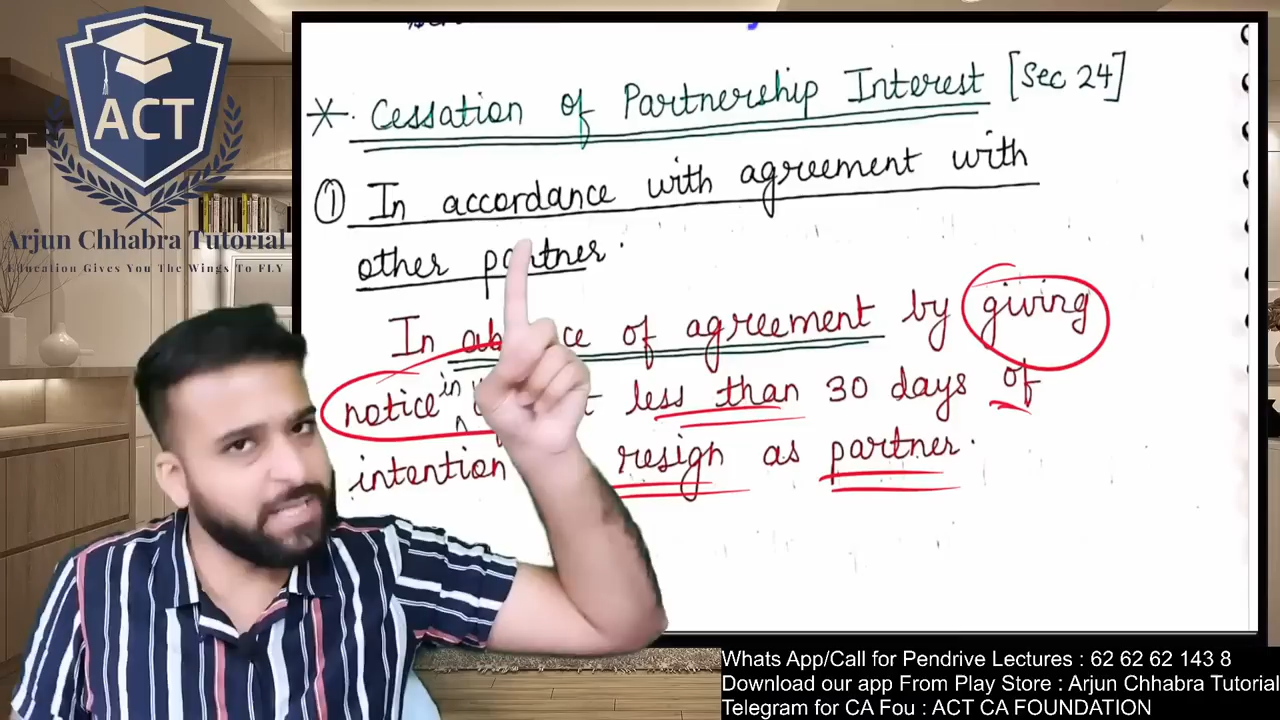 ACT
Arjun Chhabra Tutorial
Education Gives You The Wings To FLY
* Cessation of Partnership Interest [Sec 24]
① In accordance with agreement with
other partner.
In of agreement by giving
notice in less than 30 days of
intention resign as partner.
Whats App/Call for Pendrive Lectures : 62 62 62 143 8
Download our app From Play Store : Arjun Chhabra Tutorial
Telegram for CA Fou : ACT CA FOUNDATION